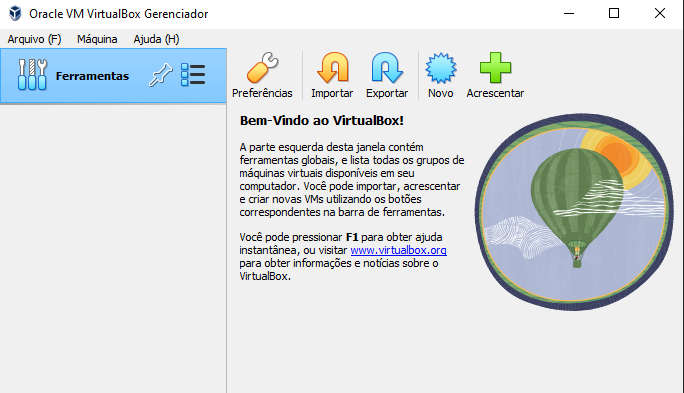 Oracle VM VirtualBox Gerenciador
Arquivo (F) Máquina Ajuda (H)
Ferramentas
Preferências Importar Exportar Novo Acrescentar
Bem-Vindo ao VirtualBox!
A parte esquerda desta janela contém
ferramentas globais, e lista todas os grupos de
máquinas virtuais disponíveis em seu
computador. Você pode importar, acrescentar
e criar novas VMs utilizando os botões
correspondentes na barra de ferramentas.
Você pode pressionar F1 para obter ajuda
instantânea, ou visitar www.virtualbox.org
para obter informações e notícias sobre o
VirtualBox.